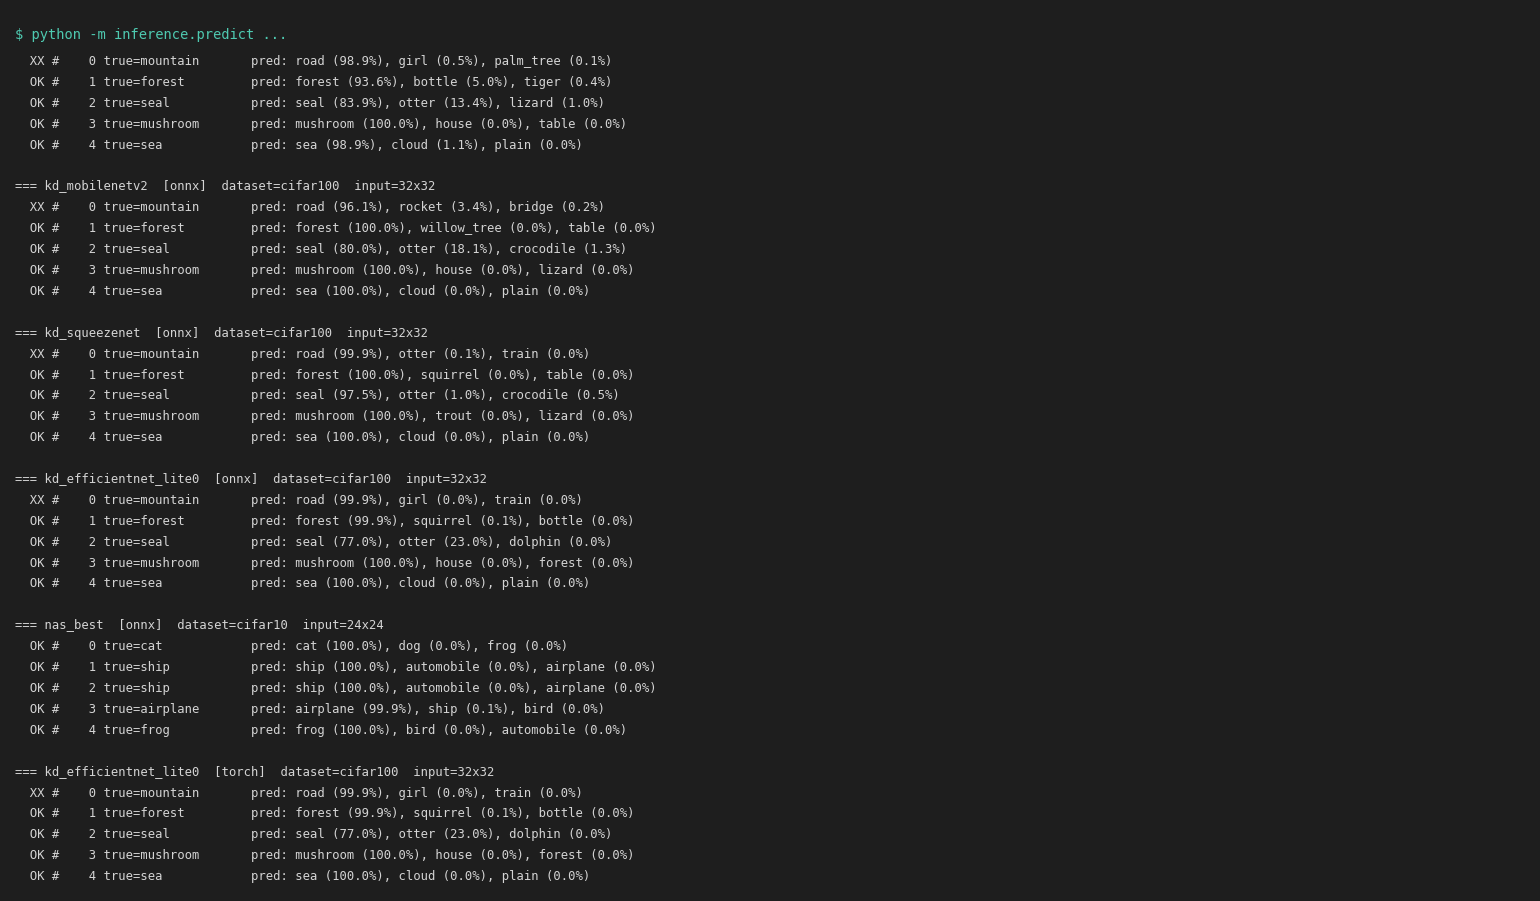 $ python -m inference.predict ...
  XX #    0 true=mountain       pred: road (98.9%), girl (0.5%), palm_tree (0.1%)
  OK #    1 true=forest         pred: forest (93.6%), bottle (5.0%), tiger (0.4%)
  OK #    2 true=seal           pred: seal (83.9%), otter (13.4%), lizard (1.0%)
  OK #    3 true=mushroom       pred: mushroom (100.0%), house (0.0%), table (0.0%)
  OK #    4 true=sea            pred: sea (98.9%), cloud (1.1%), plain (0.0%)

=== kd_mobilenetv2  [onnx]  dataset=cifar100  input=32x32
  XX #    0 true=mountain       pred: road (96.1%), rocket (3.4%), bridge (0.2%)
  OK #    1 true=forest         pred: forest (100.0%), willow_tree (0.0%), table (0.0%)
  OK #    2 true=seal           pred: seal (80.0%), otter (18.1%), crocodile (1.3%)
  OK #    3 true=mushroom       pred: mushroom (100.0%), house (0.0%), lizard (0.0%)
  OK #    4 true=sea            pred: sea (100.0%), cloud (0.0%), plain (0.0%)

=== kd_squeezenet  [onnx]  dataset=cifar100  input=32x32
  XX #    0 true=mountain       pred: road (99.9%), otter (0.1%), train (0.0%)
  OK #    1 true=forest         pred: forest (100.0%), squirrel (0.0%), table (0.0%)
  OK #    2 true=seal           pred: seal (97.5%), otter (1.0%), crocodile (0.5%)
  OK #    3 true=mushroom       pred: mushroom (100.0%), trout (0.0%), lizard (0.0%)
  OK #    4 true=sea            pred: sea (100.0%), cloud (0.0%), plain (0.0%)

=== kd_efficientnet_lite0  [onnx]  dataset=cifar100  input=32x32
  XX #    0 true=mountain       pred: road (99.9%), girl (0.0%), train (0.0%)
  OK #    1 true=forest         pred: forest (99.9%), squirrel (0.1%), bottle (0.0%)
  OK #    2 true=seal           pred: seal (77.0%), otter (23.0%), dolphin (0.0%)
  OK #    3 true=mushroom       pred: mushroom (100.0%), house (0.0%), forest (0.0%)
  OK #    4 true=sea            pred: sea (100.0%), cloud (0.0%), plain (0.0%)

=== nas_best  [onnx]  dataset=cifar10  input=24x24
  OK #    0 true=cat            pred: cat (100.0%), dog (0.0%), frog (0.0%)
  OK #    1 true=ship           pred: ship (100.0%), automobile (0.0%), airplane (0.0%)
  OK #    2 true=ship           pred: ship (100.0%), automobile (0.0%), airplane (0.0%)
  OK #    3 true=airplane       pred: airplane (99.9%), ship (0.1%), bird (0.0%)
  OK #    4 true=frog           pred: frog (100.0%), bird (0.0%), automobile (0.0%)

=== kd_efficientnet_lite0  [torch]  dataset=cifar100  input=32x32
  XX #    0 true=mountain       pred: road (99.9%), girl (0.0%), train (0.0%)
  OK #    1 true=forest         pred: forest (99.9%), squirrel (0.1%), bottle (0.0%)
  OK #    2 true=seal           pred: seal (77.0%), otter (23.0%), dolphin (0.0%)
  OK #    3 true=mushroom       pred: mushroom (100.0%), house (0.0%), forest (0.0%)
  OK #    4 true=sea            pred: sea (100.0%), cloud (0.0%), plain (0.0%)